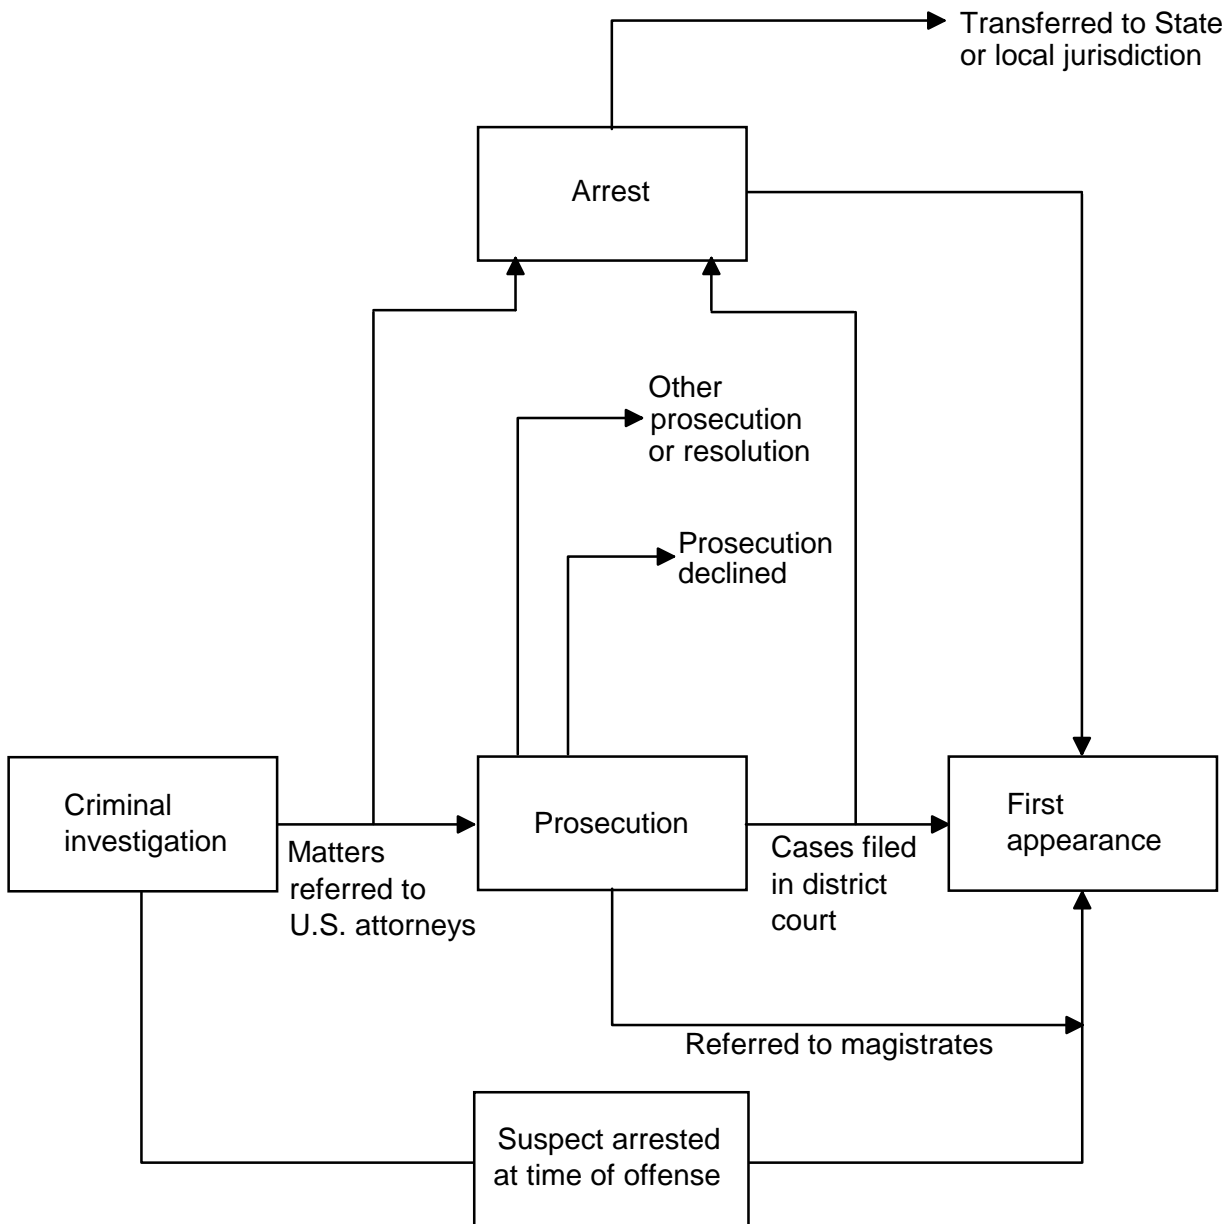 Transferred to State
or local jurisdiction
Arrest
Other
prosecution
or resolution
Prosecution
declined
Criminal
investigation
Matters
referred to
U.S. attorneys
Prosecution
Cases filed
in district
court
First
appearance
Referred to magistrates
Suspect arrested
at time of offense